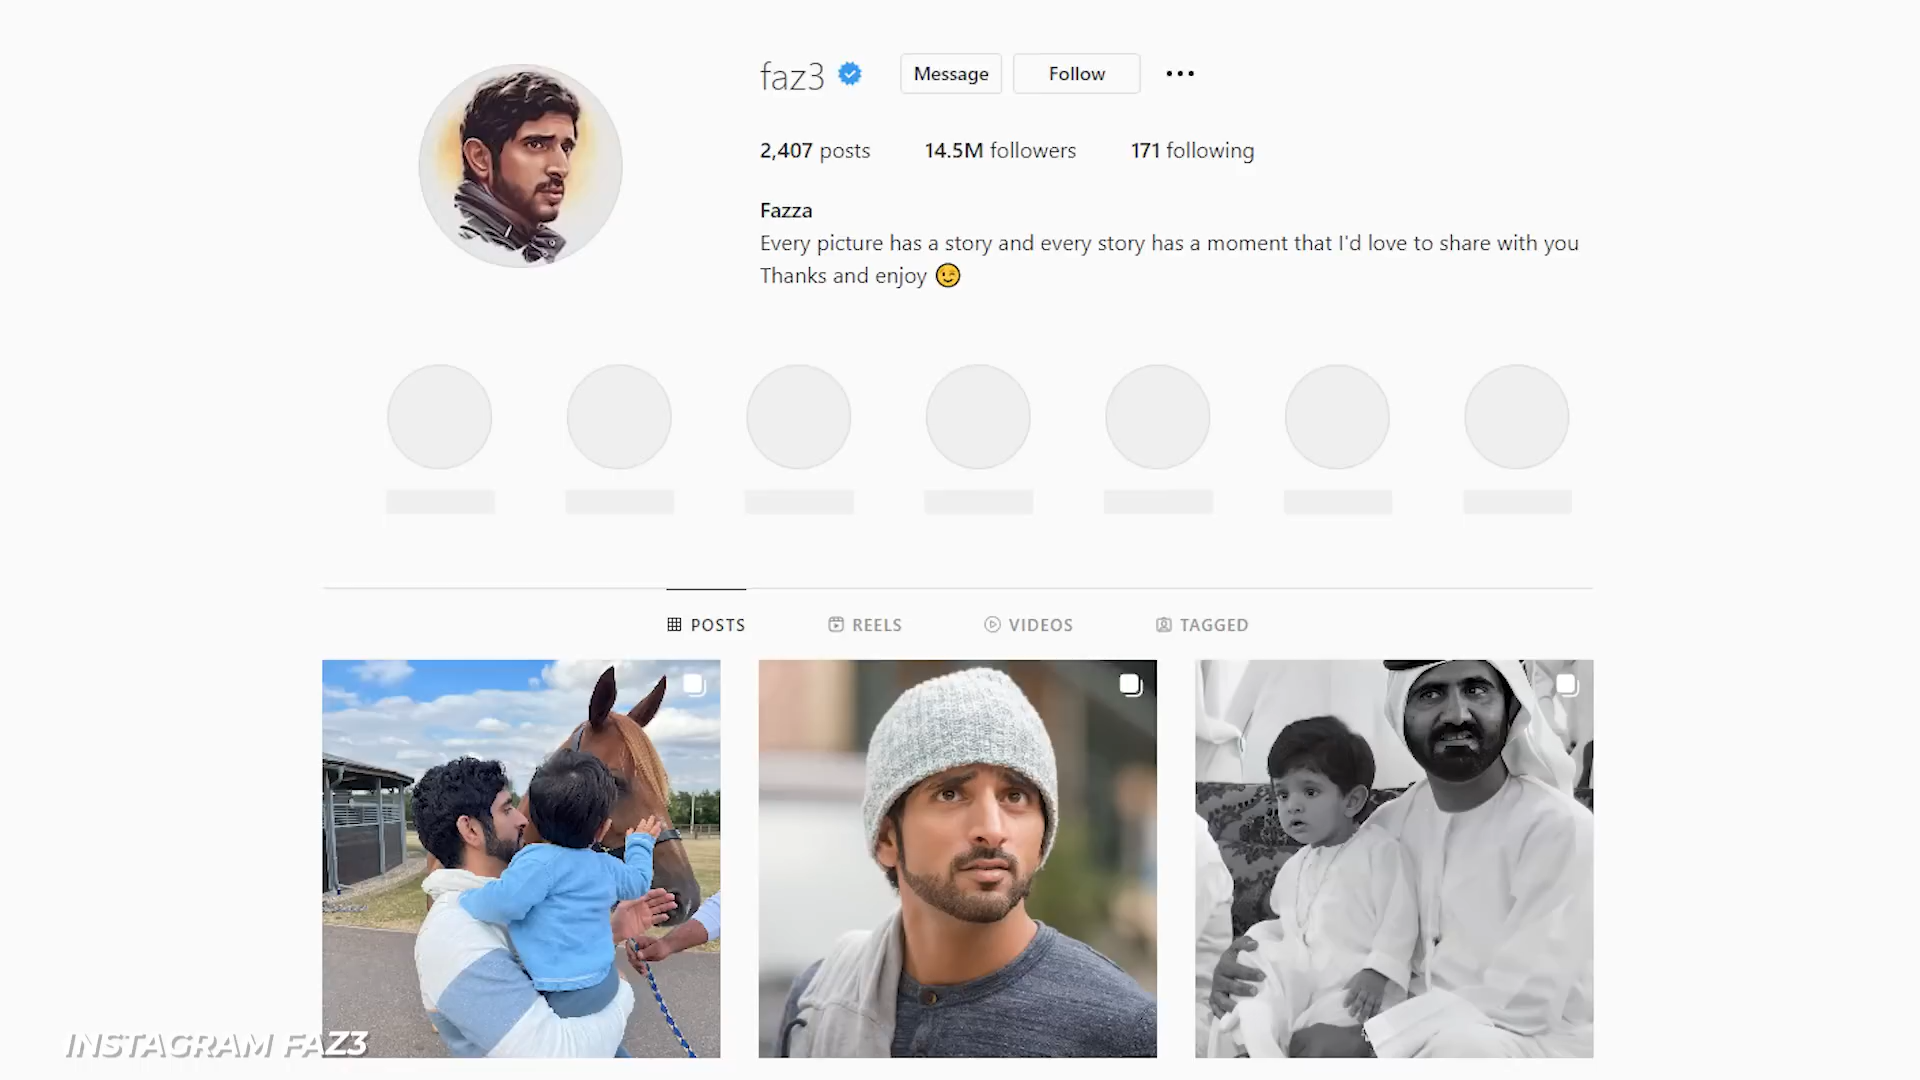 faz3
Message
Follow
2,407 posts
14.5M followers
171 following
Fazza
Every picture has a story and every story has a moment that I'd love to share with you
Thanks and enjoy 😉
POSTS
REELS
VIDEOS
TAGGED
INSTAGRAM FAZ3